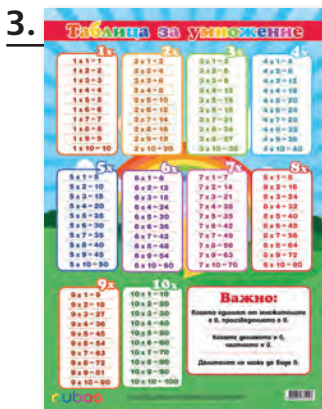 3.
Таблица за умножение
1x
1 x 1 = 1
1 x 2 = 2
1 x 3 = 3
1 x 4 = 4
1 x 5 = 5
1 x 6 = 6
1 x 7 = 7
1 x 8 = 8
1 x 9 = 9
1 x 10 = 10
2x
2 x 1 = 2
2 x 2 = 4
2 x 3 = 6
2 x 4 = 8
2 x 5 = 10
2 x 6 = 12
2 x 7 = 14
2 x 8 = 16
2 x 9 = 18
2 x 10 = 20
3x
3 x 1 = 3
3 x 2 = 6
3 x 3 = 9
3 x 4 = 12
3 x 5 = 15
3 x 6 = 18
3 x 7 = 21
3 x 8 = 24
3 x 9 = 27
3 x 10 = 30
4x
4 x 1 = 4
4 x 2 = 8
4 x 3 = 12
4 x 4 = 16
4 x 5 = 20
4 x 6 = 24
4 x 7 = 28
4 x 8 = 32
4 x 9 = 36
4 x 10 = 40
5x
5 x 1 = 5
5 x 2 = 10
5 x 3 = 15
5 x 4 = 20
5 x 5 = 25
5 x 6 = 30
5 x 7 = 35
5 x 8 = 40
5 x 9 = 45
5 x 10 = 50
6x
6 x 1 = 6
6 x 2 = 12
6 x 3 = 18
6 x 4 = 24
6 x 5 = 30
6 x 6 = 36
6 x 7 = 42
6 x 8 = 48
6 x 9 = 54
6 x 10 = 60
7x
7 x 1 = 7
7 x 2 = 14
7 x 3 = 21
7 x 4 = 28
7 x 5 = 35
7 x 6 = 42
7 x 7 = 49
7 x 8 = 56
7 x 9 = 63
7 x 10 = 70
8x
8 x 1 = 8
8 x 2 = 16
8 x 3 = 24
8 x 4 = 32
8 x 5 = 40
8 x 6 = 48
8 x 7 = 56
8 x 8 = 64
8 x 9 = 72
8 x 10 = 80
9x
9 x 1 = 9
9 x 2 = 18
9 x 3 = 27
9 x 4 = 36
9 x 5 = 45
9 x 6 = 54
9 x 7 = 63
9 x 8 = 72
9 x 9 = 81
9 x 10 = 90
10x
10 x 1 = 10
10 x 2 = 20
10 x 3 = 30
10 x 4 = 40
10 x 5 = 50
10 x 6 = 60
10 x 7 = 70
10 x 8 = 80
10 x 9 = 90
10 x 10 = 100
Важно:
Когато единият от множителите
е 0, произведението е 0.
Когато делимото е 0,
частното е 0.
Делителят не може да бъде 0.
cubos